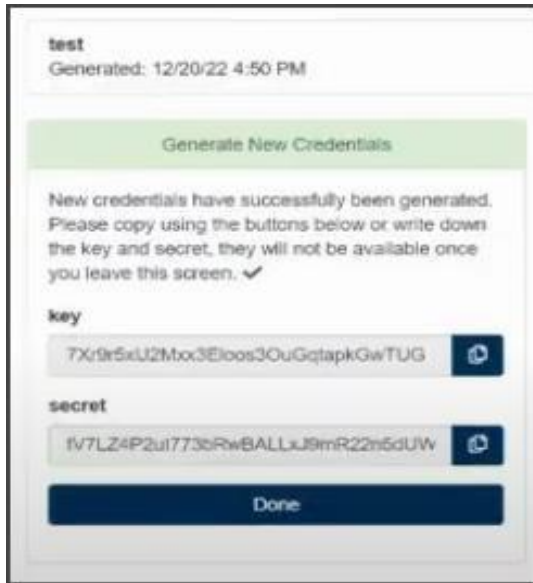 test
Generated: 12/20/22 4:50 PM
Generate New Credentials
New credentials have successfully been generated.
Please copy using the buttons below or write down
the key and secret, they will not be available once
you leave this screen. ✔
key
secret
Done